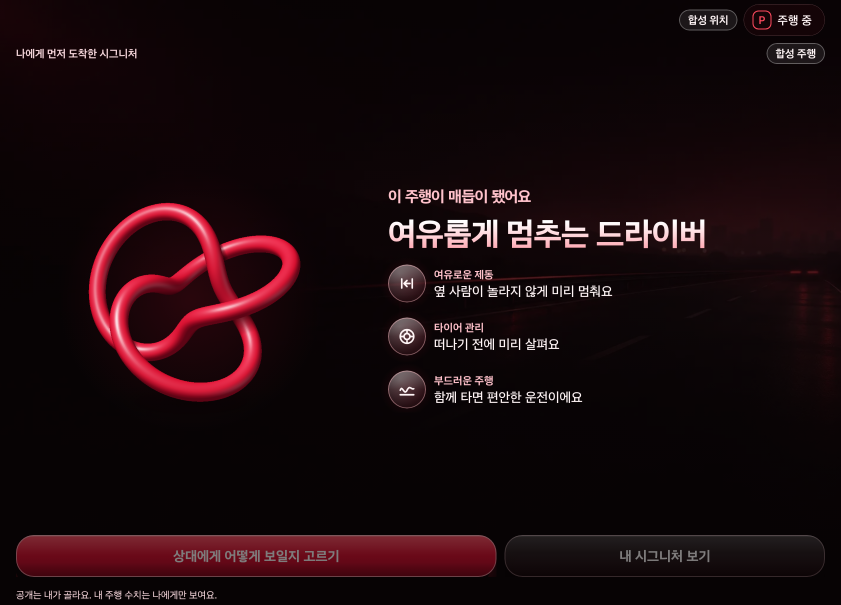 합성 위치
P 주행 중
나에게 먼저 도착한 시그니처
합성 주행
이 주행이 매듭이 됐어요
여유롭게 멈추는 드라이버
여유로운 제동
옆 사람이 놀라지 않게 미리 멈춰요
타이어 관리
떠나기 전에 미리 살펴요
부드러운 주행
함께 타면 편안한 운전이에요
상대에게 어떻게 보일지 고르기
내 시그니처 보기
공개는 내가 골라요. 내 주행 수치는 나에게만 보여요.